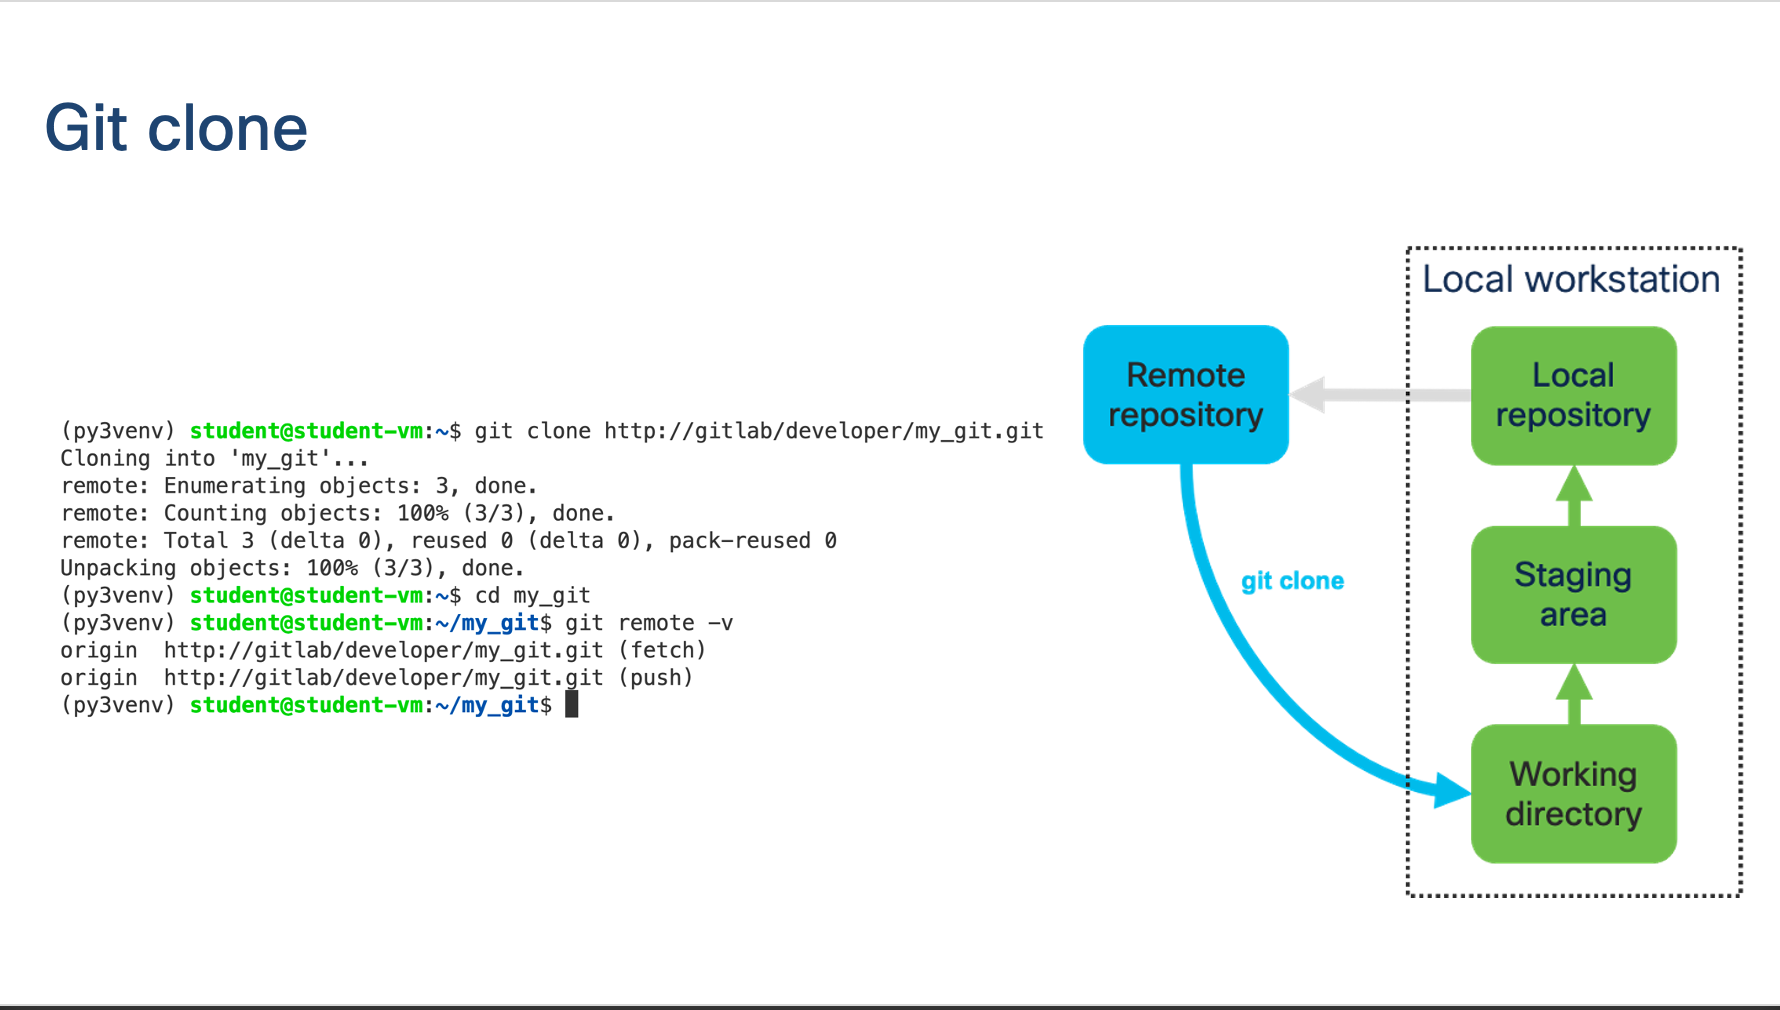 Git clone
(py3venv) student@student-vm:~$ git clone http://gitlab/developer/my_git.git
Cloning into 'my_git'...
remote: Enumerating objects: 3, done.
remote: Counting objects: 100% (3/3), done.
remote: Total 3 (delta 0), reused 0 (delta 0), pack-reused 0
Unpacking objects: 100% (3/3), done.
(py3venv) student@student-vm:~$ cd my_git
(py3venv) student@student-vm:~/my_git$ git remote -v
origin  http://gitlab/developer/my_git.git (fetch)
origin  http://gitlab/developer/my_git.git (push)
(py3venv) student@student-vm:~/my_git$
Local workstation
Remote
repository
Local
repository
git clone
Staging
area
Working
directory